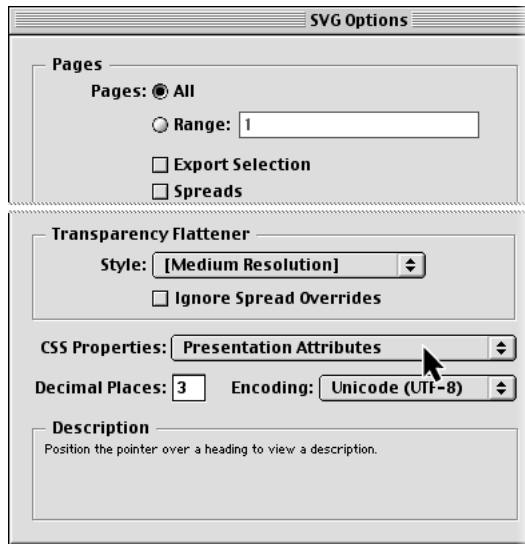 SVG Options
Pages
Pages: All
Range: 1
Export Selection
Spreads
Transparency Flattener
Style: [Medium Resolution]
Ignore Spread Overrides
CSS Properties: Presentation Attributes
Decimal Places: 3 Encoding: Unicode (UTF-8)
Description
Position the pointer over a heading to view a description.